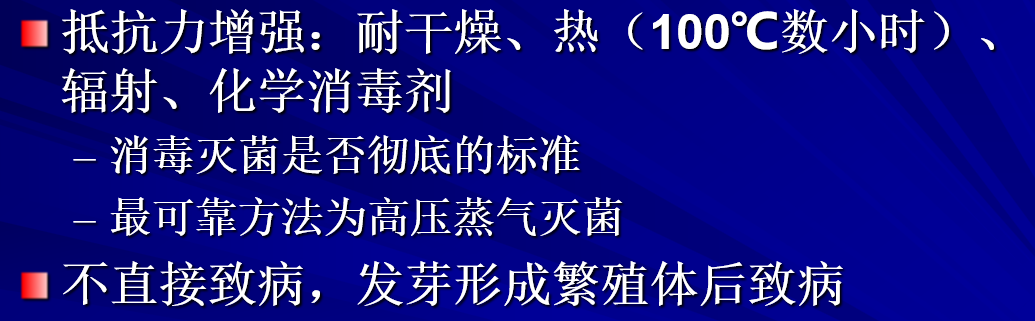 抵抗力增强：耐干燥、热（100℃数小时）、
辐射、化学消毒剂
– 消毒灭菌是否彻底的标准
– 最可靠方法为高压蒸气灭菌
不直接致病，发芽形成繁殖体后致病